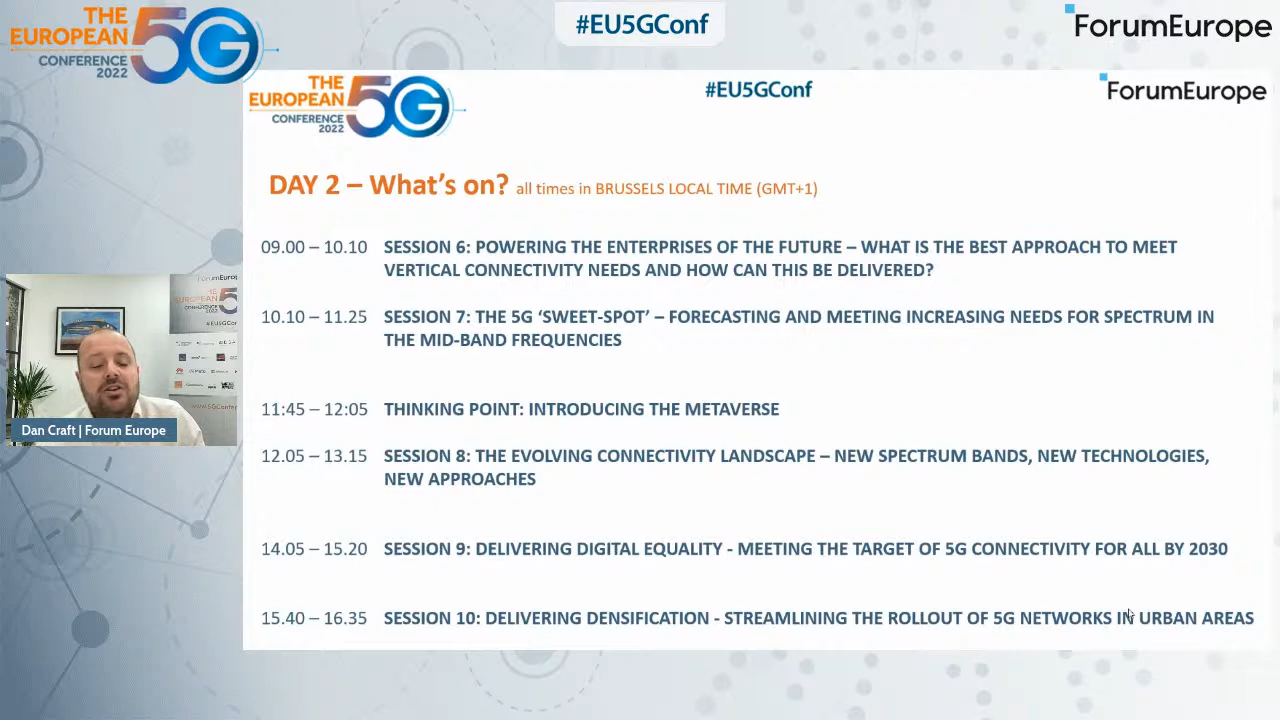 THE
EUROPEAN
5G
CONFERENCE
2022
#EU5GConf
ForumEurope
THE
EUROPEAN
5G
CONFERENCE
2022
#EU5GConf
ForumEurope
DAY 2 – What's on? all times in BRUSSELS LOCAL TIME (GMT+1)
09.00 – 10.10 SESSION 6: POWERING THE ENTERPRISES OF THE FUTURE – WHAT IS THE BEST APPROACH TO MEET
VERTICAL CONNECTIVITY NEEDS AND HOW CAN THIS BE DELIVERED?
10.10 – 11.25 SESSION 7: THE 5G ‘SWEET-SPOT’ – FORECASTING AND MEETING INCREASING NEEDS FOR SPECTRUM IN
THE MID-BAND FREQUENCIES
11:45 – 12:05 THINKING POINT: INTRODUCING THE METAVERSE
12.05 – 13.15 SESSION 8: THE EVOLVING CONNECTIVITY LANDSCAPE – NEW SPECTRUM BANDS, NEW TECHNOLOGIES,
NEW APPROACHES
14.05 – 15.20 SESSION 9: DELIVERING DIGITAL EQUALITY - MEETING THE TARGET OF 5G CONNECTIVITY FOR ALL BY 2030
15.40 – 16.35 SESSION 10: DELIVERING DENSIFICATION - STREAMLINING THE ROLLOUT OF 5G NETWORKS IN URBAN AREAS
THE
EUROPEAN
5
#EU5GCon
Dan Craft | Forum Europe